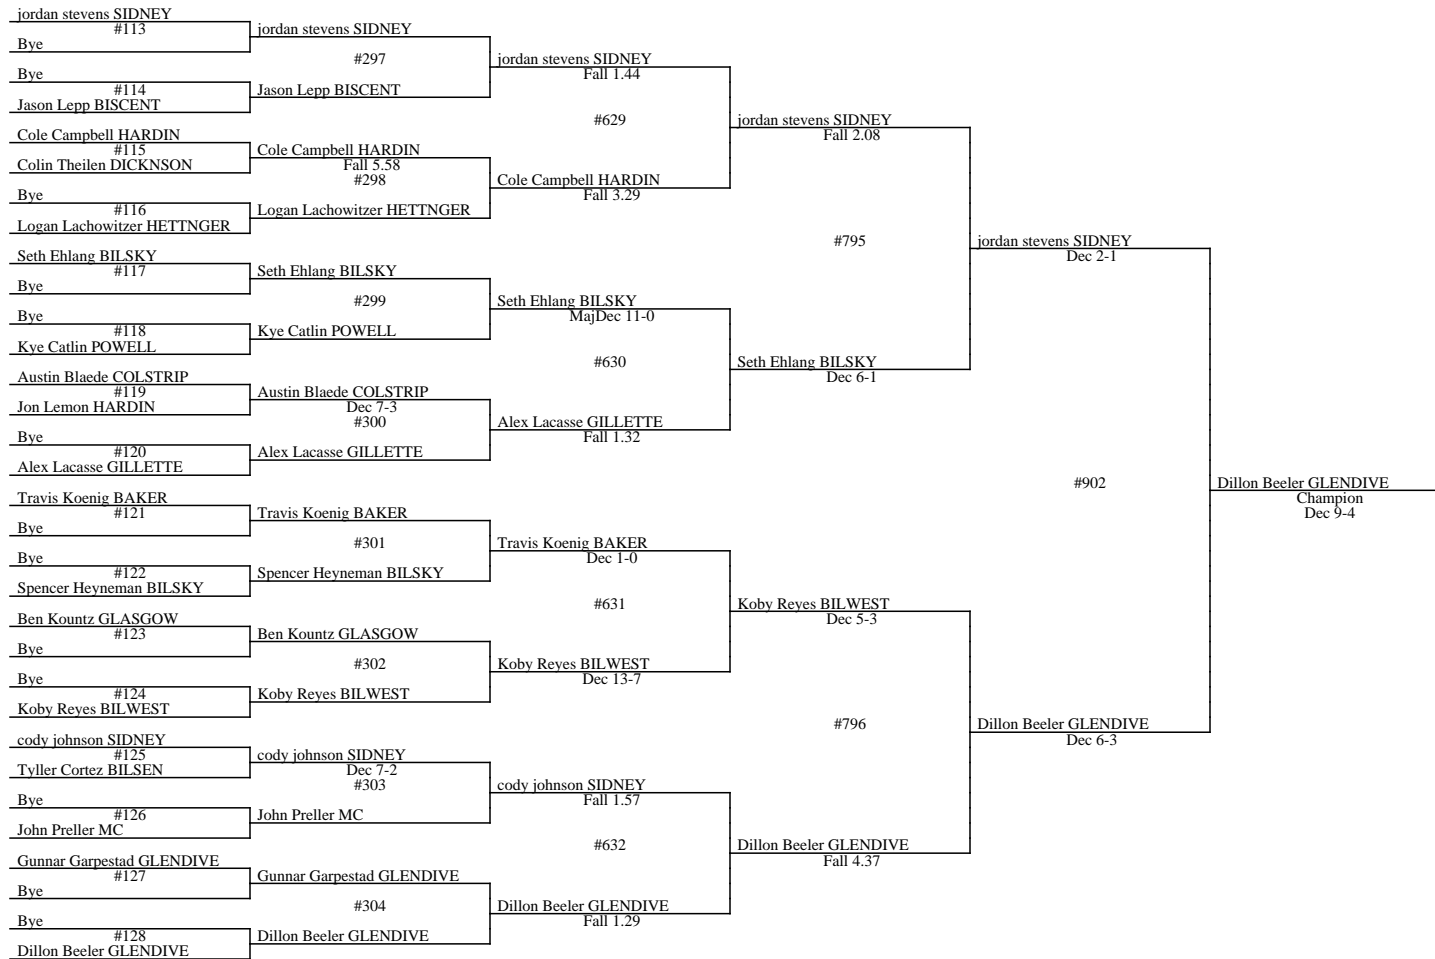 jordan stevens SIDNEY
#113
Bye
jordan stevens SIDNEY
#297
Bye
#114
Jason Lepp BISCENT
Jason Lepp BISCENT
jordan stevens SIDNEY
Fall 1.44
#629
Cole Campbell HARDIN
#115
Colin Theilen DICKNSON
Cole Campbell HARDIN
Fall 5.58
#298
Bye
#116
Logan Lachowitzer HETTNGER
Logan Lachowitzer HETTNGER
Cole Campbell HARDIN
Fall 3.29
jordan stevens SIDNEY
Fall 2.08
#795
Seth Ehlang BILSKY
#117
Bye
Seth Ehlang BILSKY
#299
Bye
#118
Kye Catlin POWELL
Kye Catlin POWELL
Seth Ehlang BILSKY
MajDec 11-0
#630
Austin Blaede COLSTRIP
#119
Jon Lemon HARDIN
Austin Blaede COLSTRIP
Dec 7-3
#300
Bye
#120
Alex Lacasse GILLETTE
Alex Lacasse GILLETTE
Alex Lacasse GILLETTE
Fall 1.32
Seth Ehlang BILSKY
Dec 6-1
jordan stevens SIDNEY
Dec 2-1
#902
Travis Koenig BAKER
#121
Bye
Travis Koenig BAKER
#301
Bye
#122
Spencer Heyneman BILSKY
Spencer Heyneman BILSKY
Travis Koenig BAKER
Dec 1-0
#631
Ben Kountz GLASGOW
#123
Bye
Ben Kountz GLASGOW
#302
Bye
#124
Koby Reyes BILWEST
Koby Reyes BILWEST
Koby Reyes BILWEST
Dec 13-7
Koby Reyes BILWEST
Dec 5-3
#796
cody johnson SIDNEY
#125
Tyller Cortez BILSEN
cody johnson SIDNEY
Dec 7-2
#303
Bye
#126
John Preller MC
John Preller MC
cody johnson SIDNEY
Fall 1.57
#632
Gunnar Garpestad GLENDIVE
#127
Bye
Gunnar Garpestad GLENDIVE
#304
Bye
#128
Dillon Beeler GLENDIVE
Dillon Beeler GLENDIVE
Dillon Beeler GLENDIVE
Fall 1.29
Dillon Beeler GLENDIVE
Fall 4.37
Dillon Beeler GLENDIVE
Dec 6-3
Dillon Beeler GLENDIVE
Champion
Dec 9-4